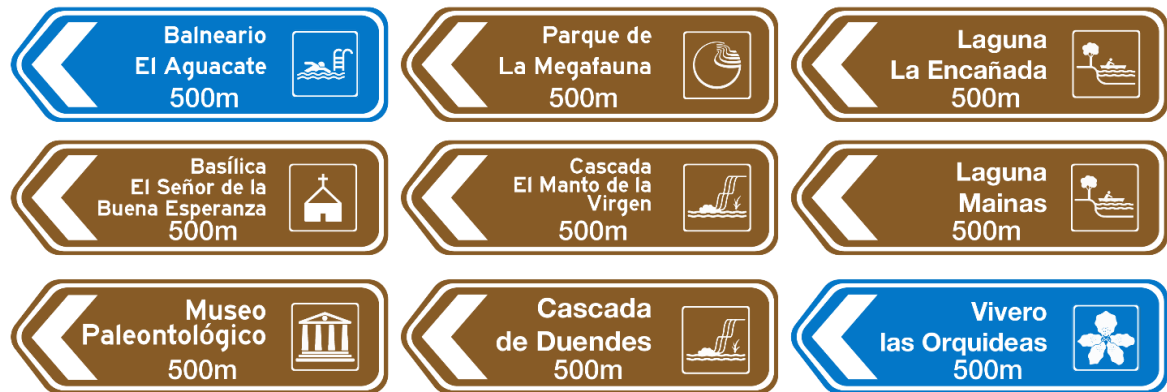 Balneario
El Aguacate
500m
Parque de
La Megafauna
500m
Laguna
La Encañada
500m
Basílica
El Señor de la
Buena Esperanza
500m
Cascada
El Manto de la
Virgen
500m
Laguna
Mainas
500m
Museo
Paleontológico
500m
Cascada
de Duendes
500m
Vivero
las Orquideas
500m